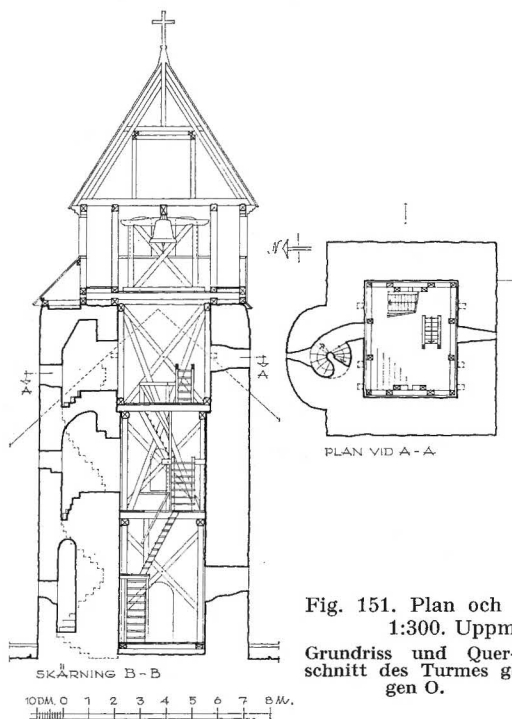 N
A
A
PLAN VID A-A
Fig. 151. Plan och
1:300. Uppm
Grundriss und Quer-
schnitt des Turmes g
gen O.
SKÄRNING B-B
10DM. 0 1 2 3 4 5 6 7 8 M.